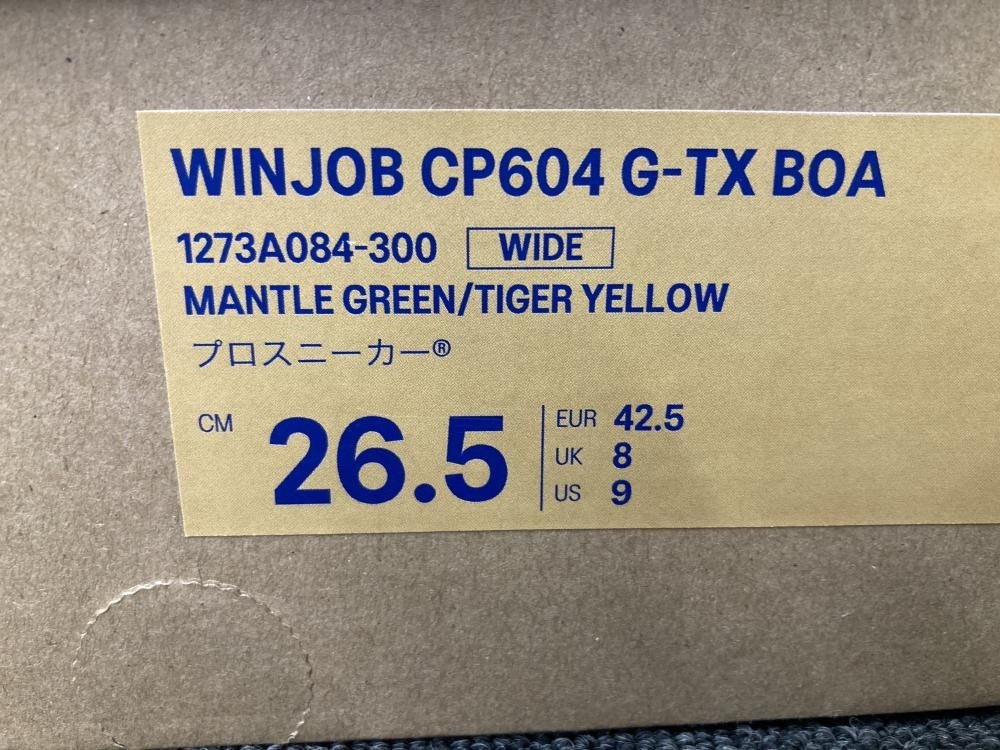 WINJOB CP604 G-TX BOA
1273A084-300 WIDE
MANTLE GREEN/TIGER YELLOW
プロスニーカー®
CM 26.5
EUR 42.5
UK 8
US 9